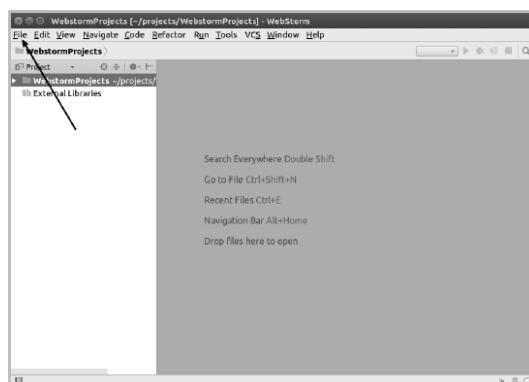 WebstormProjects [~/projects/WebstormProjects] - WebStorm
File Edit View Navigate Code Refactor Run Tools VCS Window Help
WebstormProjects
Project
WebstormProjects ~/projects/
External Libraries
Search Everywhere Double Shift
Go to File Ctrl+Shift+N
Recent Files Ctrl+E
Navigation Bar Alt+Home
Drop files here to open